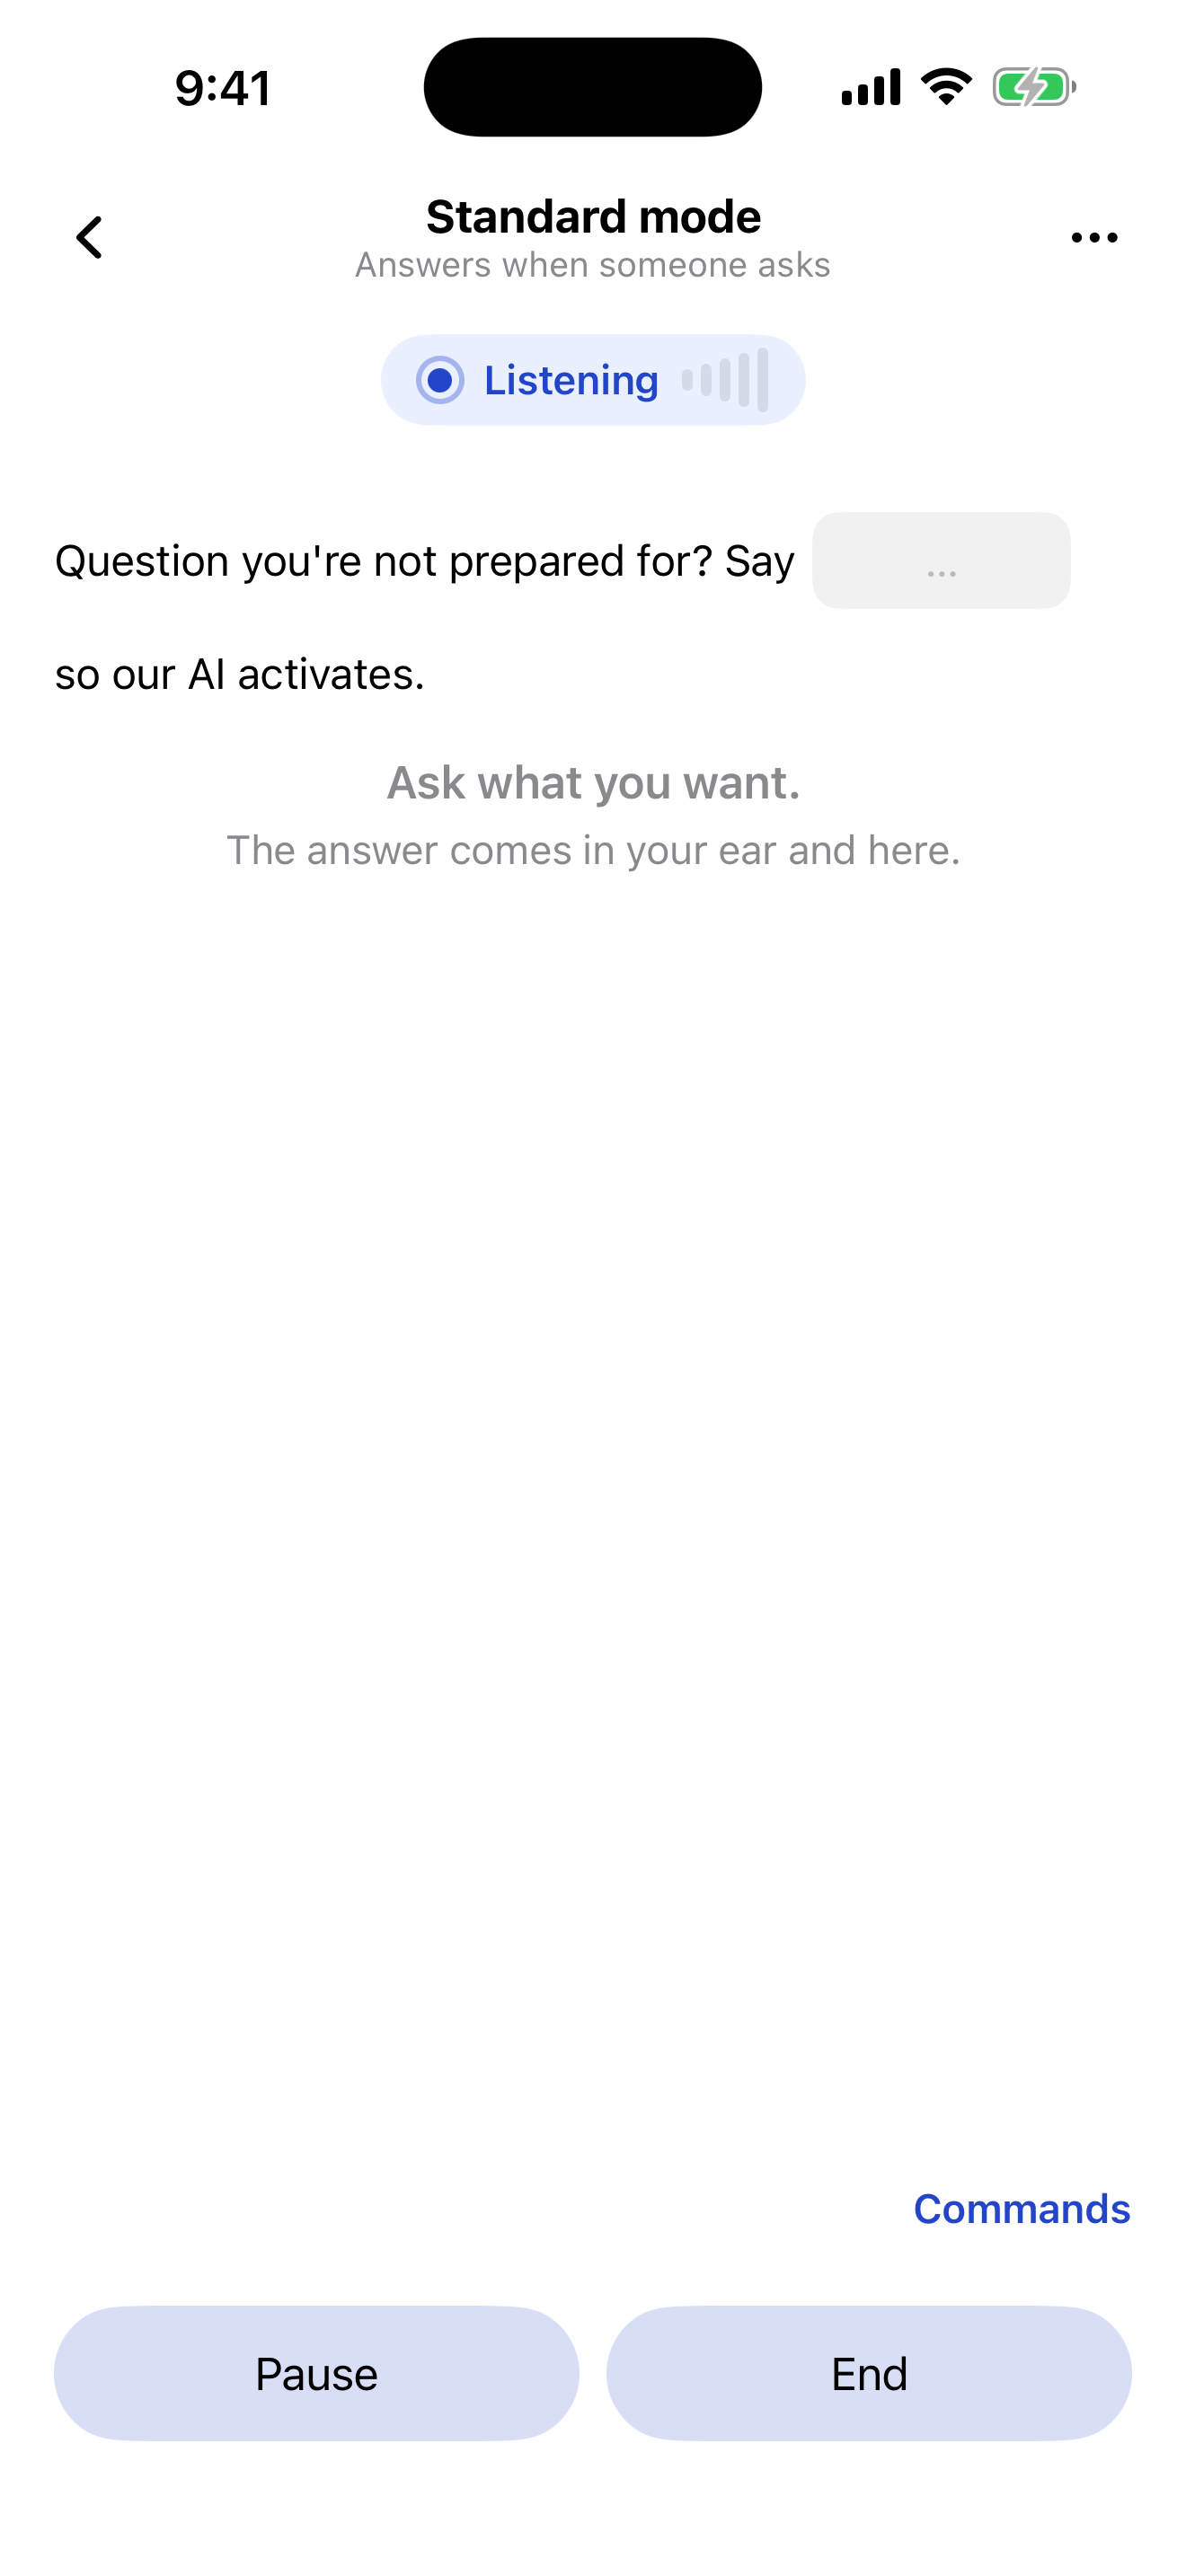 9:41
Standard mode
Answers when someone asks
Listening
Question you're not prepared for? Say ...
so our AI activates.
Ask what you want.
The answer comes in your ear and here.
Commands
Pause
End